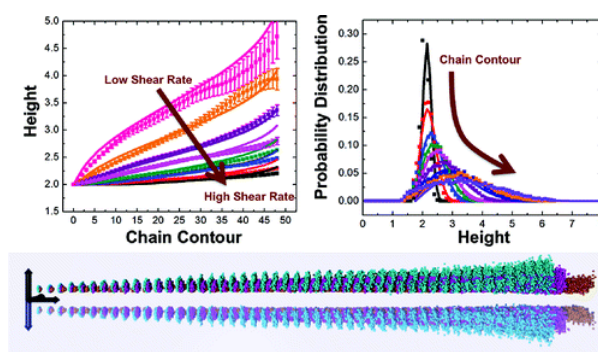 5.0
4.5
4.0
3.5
3.0
2.5
2.0
1.5
Height
Low Shear Rate
High Shear Rate
0 5 10 15 20 25 30 35 40 45 50
Chain Contour
0.30
0.25
0.20
0.15
0.10
0.05
0.00
Probability Distribution
Chain Contour
0 1 2 3 4 5 6 7
Height